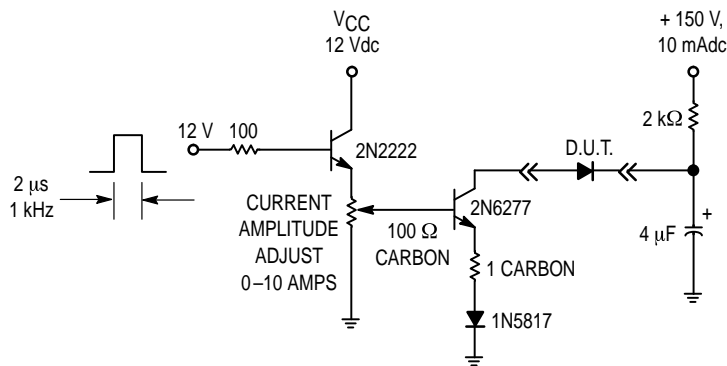 VCC
12 Vdc
+ 150 V,
10 mAdc
2 kΩ
12 V
100
2N2222
D.U.T.
2 μs
1 kHz
CURRENT
AMPLITUDE
ADJUST
0–10 AMPS
100 Ω
CARBON
2N6277
+
4 μF
1 CARBON
1N5817